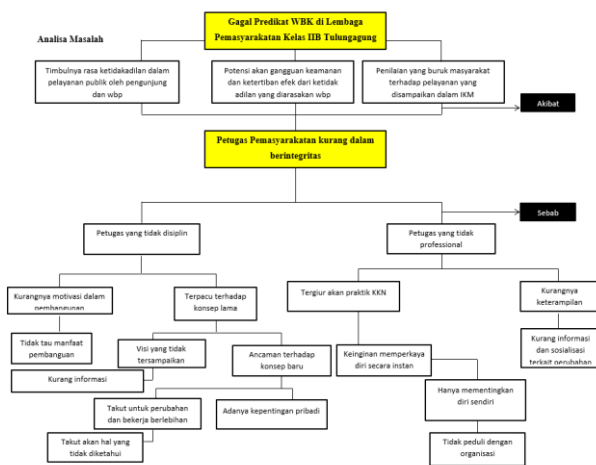 Analisa Masalah
Gagal Predikat WBK di Lembaga
Pemasyarakatan Kelas IIB Tulungagung
Timbulnya rasa ketidakadilan dalam
pelayanan publik oleh pengunjung
dan wbp
Potensi akan gangguan keamanan
dan ketertiban efek dari ketidak
adilan yang diarasakan wbp
Penilaian yang buruk masyarakat
terhadap pelayanan yang
disampaikan dalam IKM
Akibat
Petugas Pemasyarakatan kurang dalam
berintegritas
Sebab
Petugas yang tidak disiplin
Petugas yang tidak
professional
Kurangnya motivasi dalam
pembangunan
Terpacu terhadap
konsep lama
Tergiur akan praktik KKN
Kurangnya
keterampilan
Tidak tau manfaat
pembanguan
Visi yang tidak
tersampaikan
Ancaman terhadap
konsep baru
Keinginan memperkaya
diri secara instan
Kurang informasi
dan sosialisasi
terkait perubahan
Kurang informasi
Takut untuk perubahan
dan bekerja berlebihan
Adanya kepentingan pribadi
Hanya mementingkan
diri sendiri
Takut akan hal yang
tidak diketahui
Tidak peduli dengan
organisasi